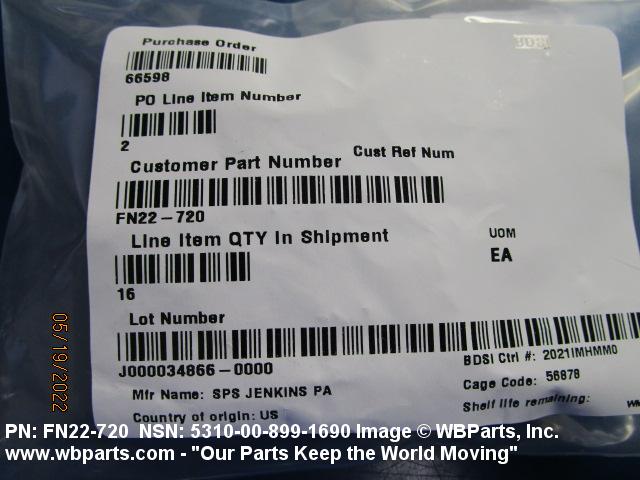 BDSI
Purchase Order
66598
PO Line Item Number
2
Customer Part Number Cust Ref Num
FN22-720
Line Item QTY In Shipment UOM
EA
16
Lot Number
J000034866-0000 BDSI Ctrl #: 2021IMHMM0
Mfr Name: SPS JENKINS PA Cage Code: 56878
Country of origin: US Shelf life remaining:
05/19/2022
PN: FN22-720 NSN: 5310-00-899-1690 Image © WBParts, Inc.
www.wbparts.com - "Our Parts Keep the World Moving"